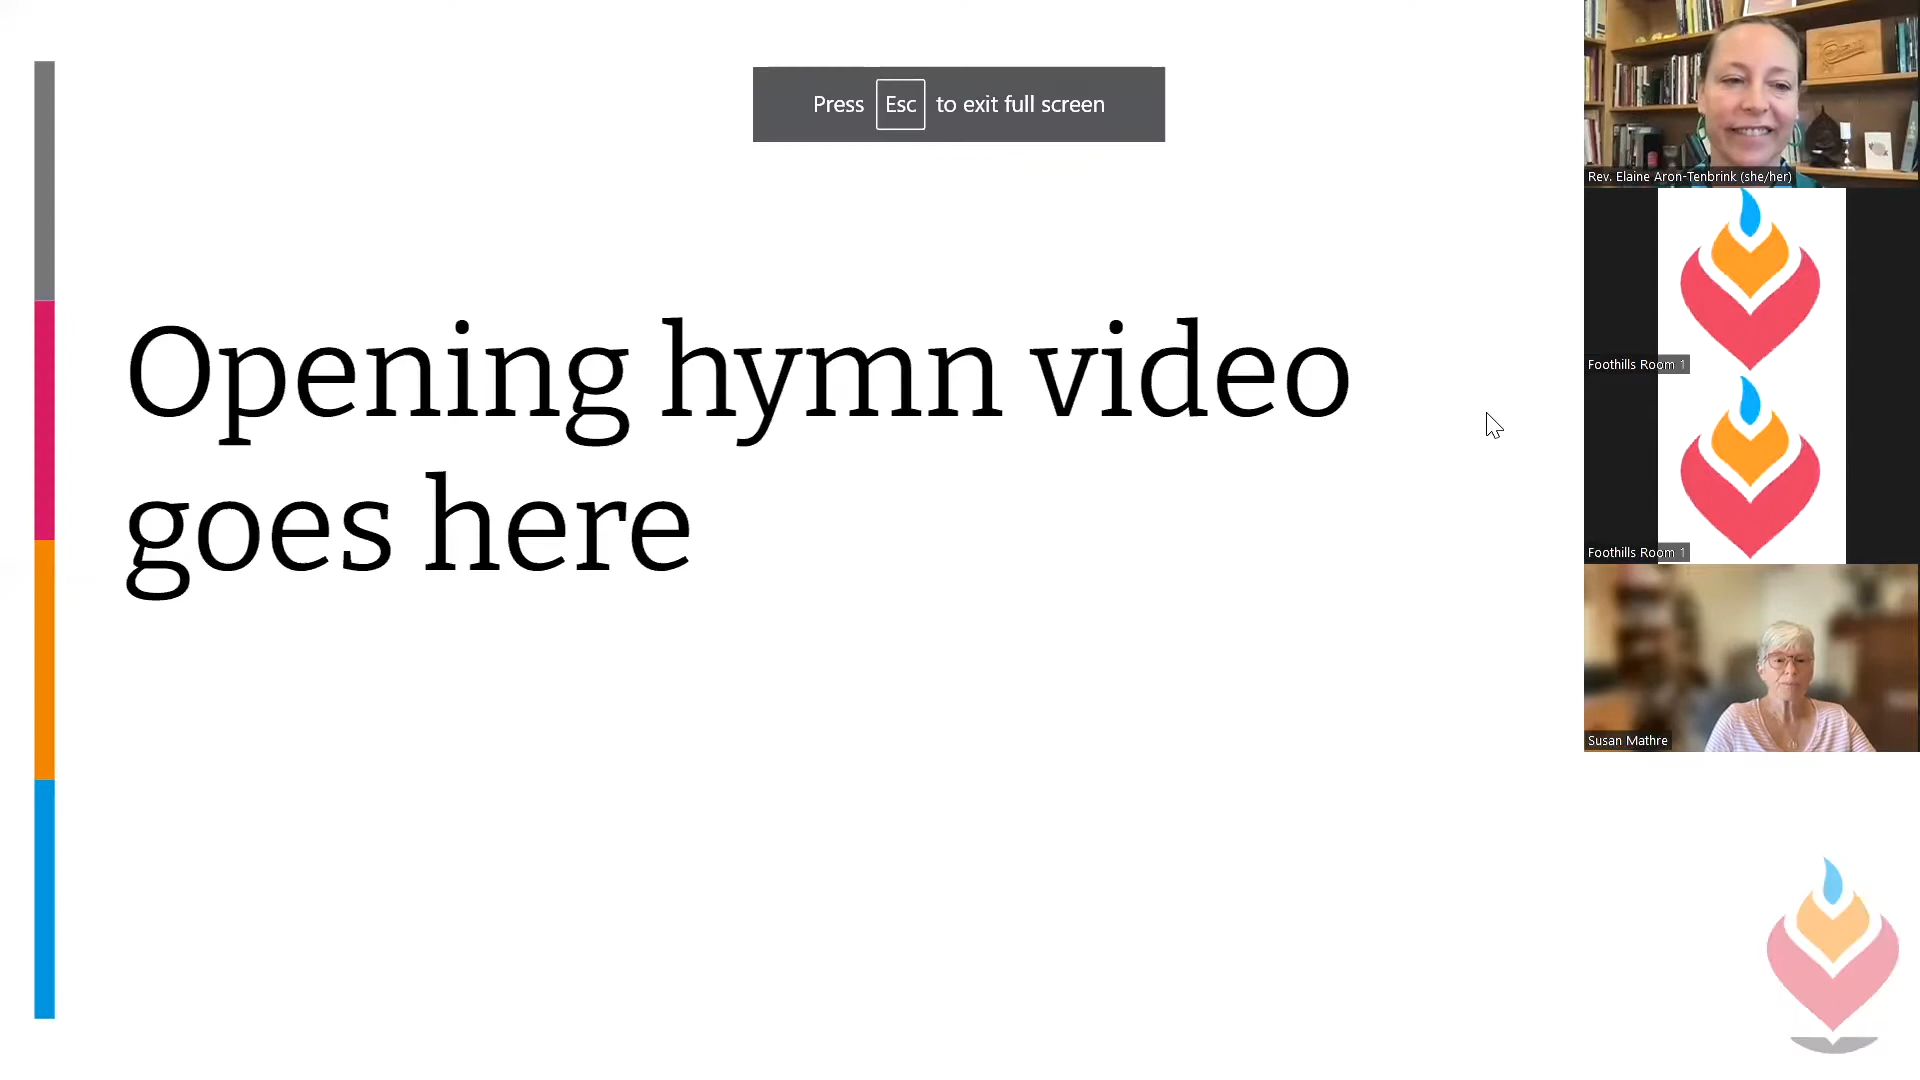 Press Esc to exit full screen
Opening hymn video
goes here
Rev. Elaine Aron-Tenbrink (she/her)
Foothills Room 1
Foothills Room 1
Susan Mathre